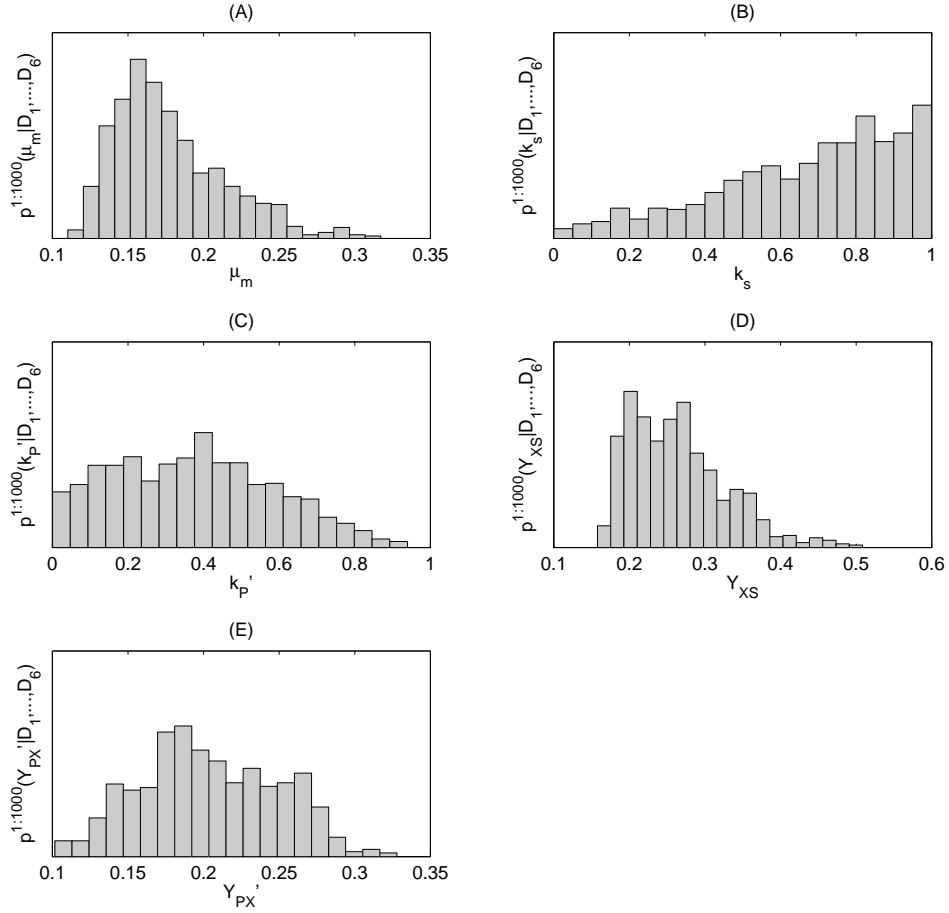 (A)
p^1:1000(μ_m|D_1,....,D_6)
0.1 0.15 0.2 0.25 0.3 0.35
μ_m
(B)
p^1:1000(k_s|D_1,....,D_6)
0 0.2 0.4 0.6 0.8 1
k_s
(C)
p^1:1000(k_P'|D_1,....,D_6)
0 0.2 0.4 0.6 0.8 1
k_P'
(D)
p^1:1000(Y_XS|D_1,....,D_6)
0.1 0.2 0.3 0.4 0.5 0.6
Y_XS
(E)
p^1:1000(Y_PX'|D_1,....,D_6)
0.1 0.15 0.2 0.25 0.3 0.35
Y_PX'